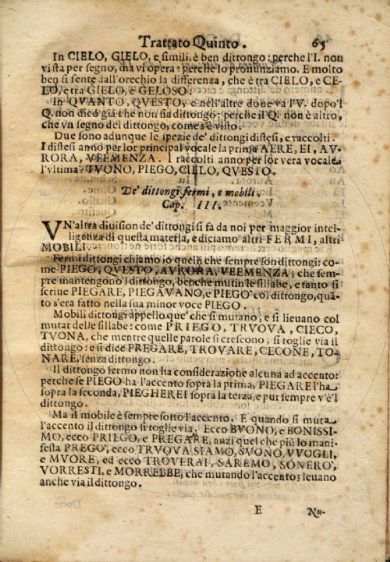 Trattato Quinto. 65
In CIELO, GIELO, e simili, è ben dittongo: perche l'I. non
vi sta per segno, ma vi opera: perche lo pronunziamo. E molto
ben si sente dall'orecchio la differenza, che è tra CIELO, e CE-
LO, e tra GIELO, e GELOSO.
In QVANTO, QVESTO, e nell'altre doue va l'V. dopo l'
Q. non dico già che non sia dittongo: perche il Q. non è altro,
che vn segno del dittongo, come s'è visto.
Due sono adunque le spezie de' dittongi distesi, e raccolti.
I distesi anno per lor principal vocale la prima AERE, EI, AV-
RORA, VEEMENZA. I raccolti anno per lor vera vocale
l'vltima: TVONO, PIEGO, CIELO, QVESTO.
De' dittongi fermi, e mobili.
Cap. III.
VN'altra diuision de' dittongi si fa da noi per maggior intel-
ligenza di questa materia, e diciamo altri FERMI, altri
MOBILI.
Fermi dittongi chiamo io quelli che sempre son dittongi: co-
me PIEGO, QVESTO, AVRORA, VEEMENZA; che sem-
pre mantengono 'l dittongo, benche mutin le sillabe, e tanto si
scriue PIEGARE, PIEGAVANO, e PIEGO' col dittongo, quã-
to s'era fatto nella sua minor voce PIEGO.
Mobili dittongi appello que' che si mutano, e si lieuano col
mutar delle sillabe: come PRIEGO, TRVOVA, CIECO,
TVONA, che mentre quelle parole si crescono, si toglie via il
dittongo: e si dice PREGARE, TROVARE, CECONE, TO-
NARE, senza dittongo.
Il dittongo fermo non ha considerazione alcuna ad accento:
perche se PIEGO ha l'accento sopra la prima, PIEGAREI l'ha
sopra la seconda, PIEGHEREI sopra la terza, e pur sempre v'è 'l
dittongo.
Ma il mobile è sempre sotto l'accento. E quando si muta
l'accento il dittongo si toglie via. Ecco BVONO, e BONISSI-
MO, ecco PRIEGO, e PREGARE, anzi quel che più lo mani-
festa PREGO, ecco TRVOVA SIAMO, SVONO, VVOGLI,
e MVORE, ed ecco TROVERAI, SAREMO, SONERO',
VORRESTI, e MORREBBE, che mutando l'accento, leuano
anche via il dittongo.
E Nn-